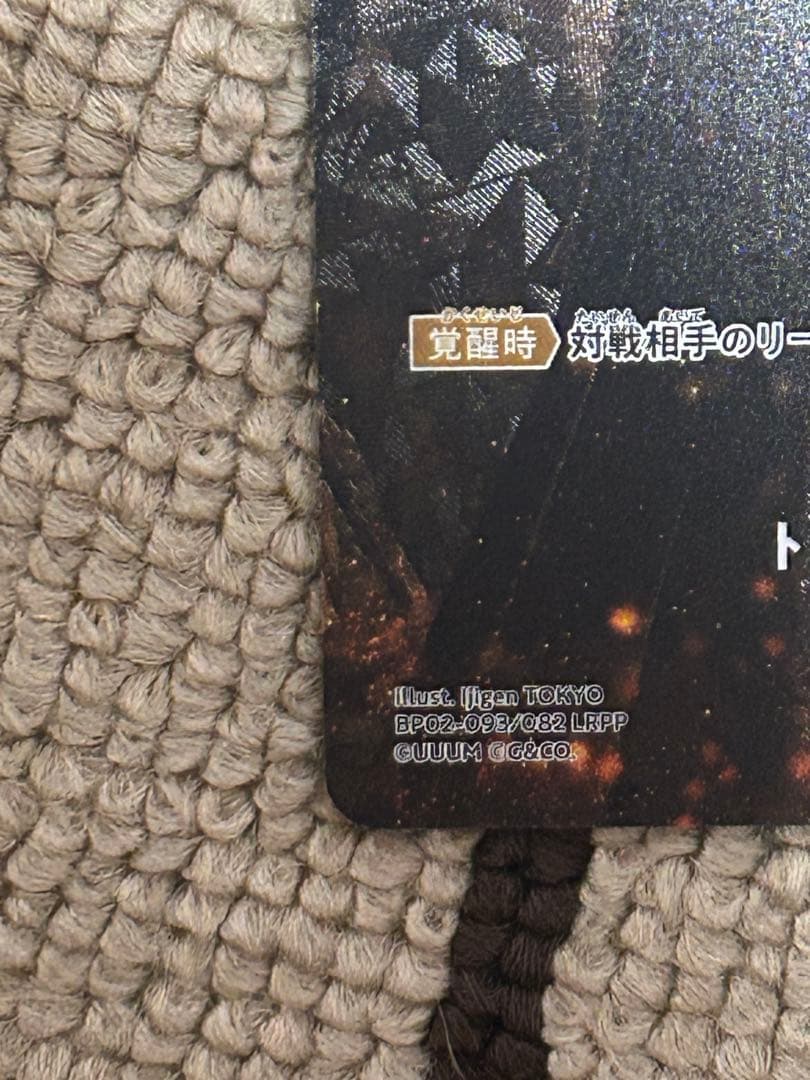 かくせいじ たいせん あいて
覚醒時 対戦相手のリー
ト
Illust. Ijigen TOKYO
BP02-093/082 LRPP
©UUUM ©G&CO.